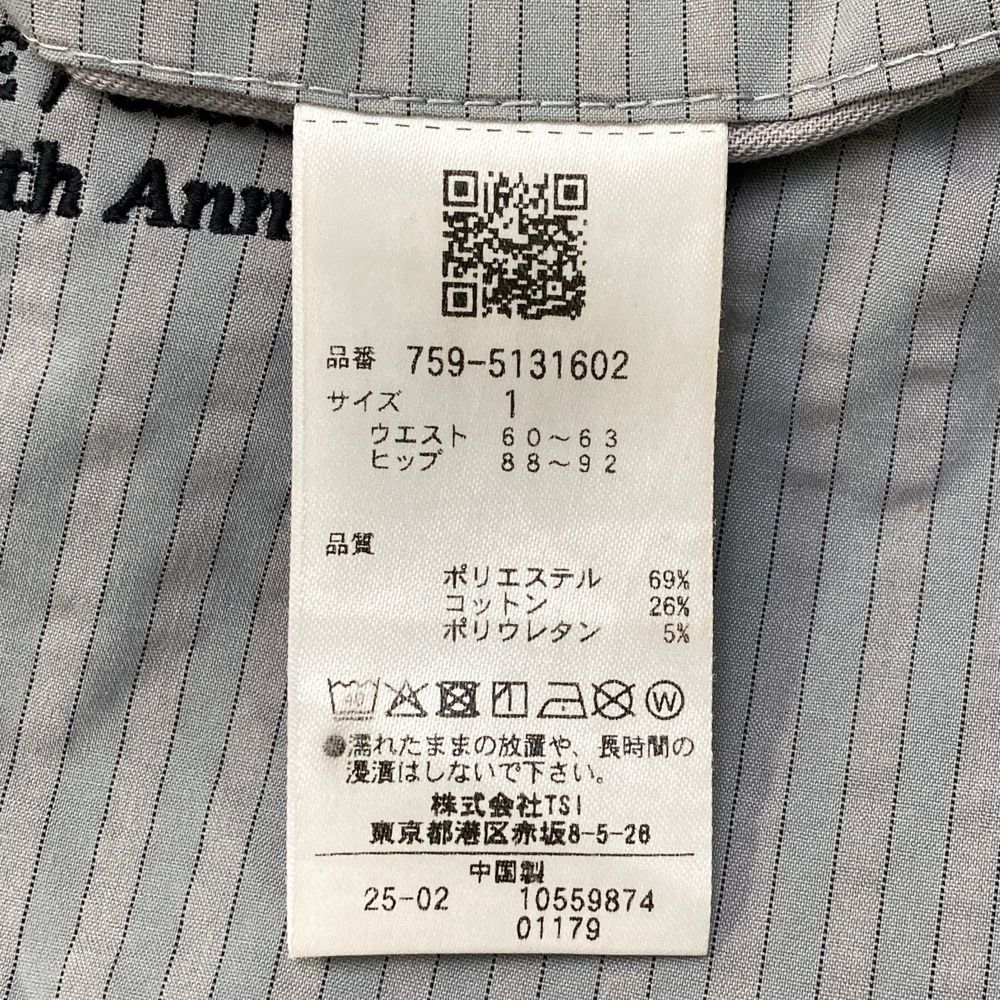 th Ann
品番 759-5131602
サイズ 1
ウエスト 60～63
ヒップ 88～92
品質
ポリエステル 69%
コットン 26%
ポリウレタン 5%
40
W
●濡れたままの放置や、長時間の
浸漬はしないで下さい。
株式会社TSI
東京都港区赤坂8-5-28
中国製
25-02 10559874
01179